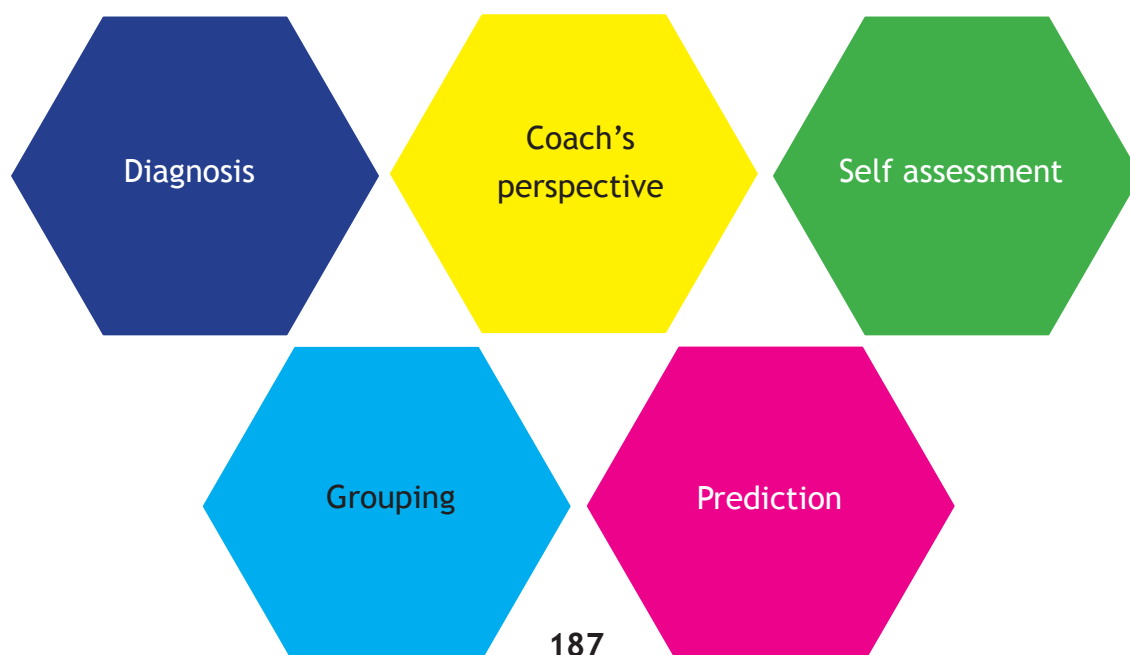 Diagnosis
Coach's
perspective
Self assessment
Grouping
Prediction
187